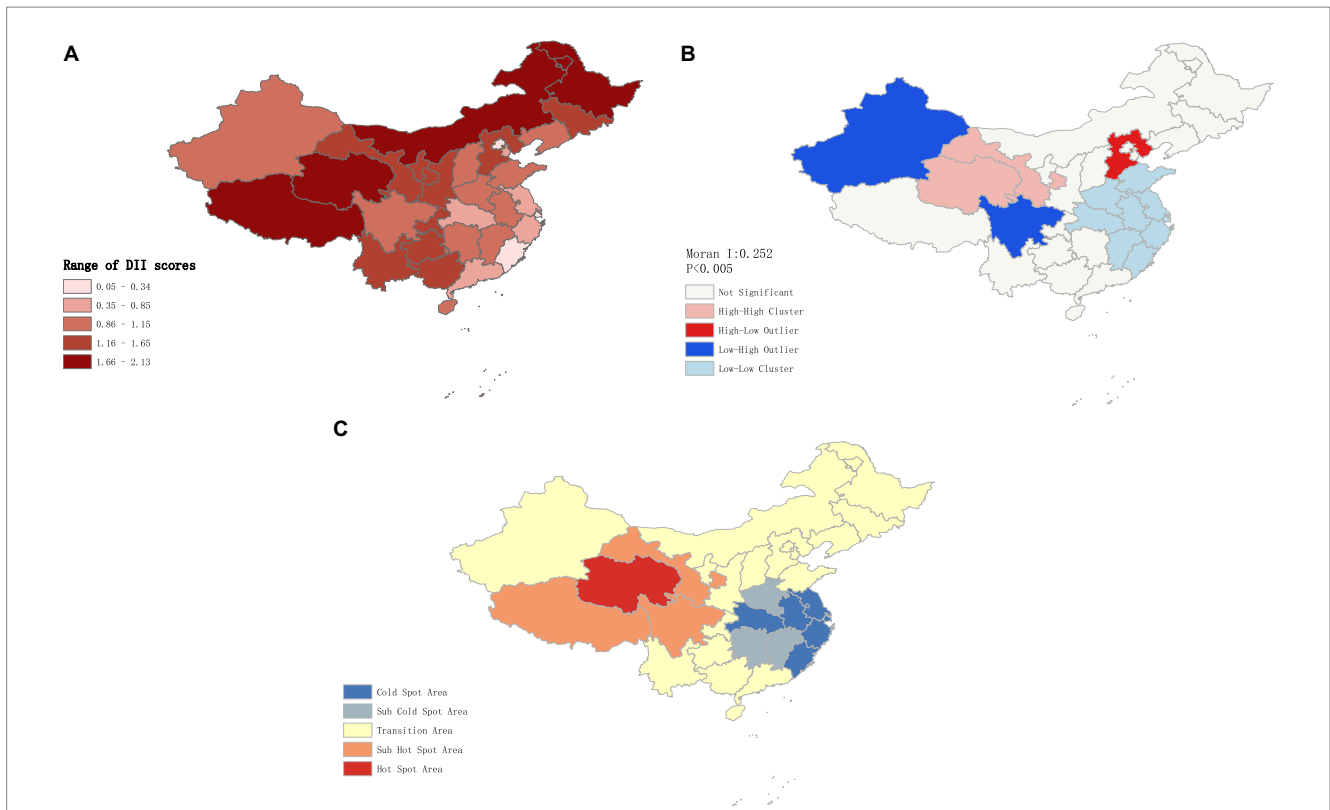 A
Range of DII scores
0.05 - 0.34
0.35 - 0.85
0.86 - 1.15
1.16 - 1.65
1.66 - 2.13
B
Moran I:0.252
P<0.005
Not Significant
High-High Cluster
High-Low Outlier
Low-High Outlier
Low-Low Cluster
C
Cold Spot Area
Sub Cold Spot Area
Transition Area
Sub Hot Spot Area
Hot Spot Area